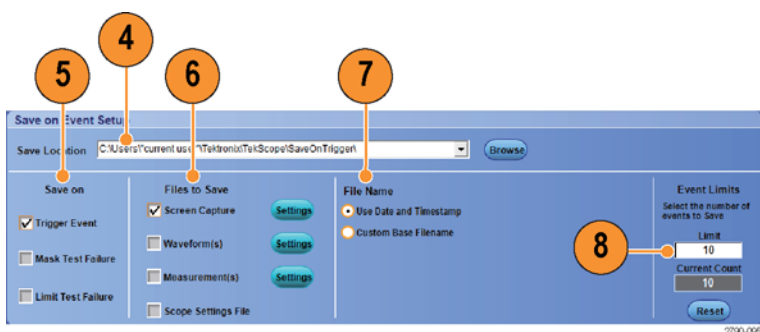 4
5
6
7
Save on Event Setup
Save Location C:\Users\"current user"\Tektronix\TekScope\SaveOnTrigger\ Browse
Save on
Trigger Event
Mask Test Failure
Limit Test Failure
Files to Save
Screen Capture Settings
Waveform(s) Settings
Measurement(s) Settings
Scope Settings File
File Name
Use Date and Timestamp
Custom Base Filename
8
Event Limits
Select the number of
events to Save
Limit
10
Current Count
10
Reset